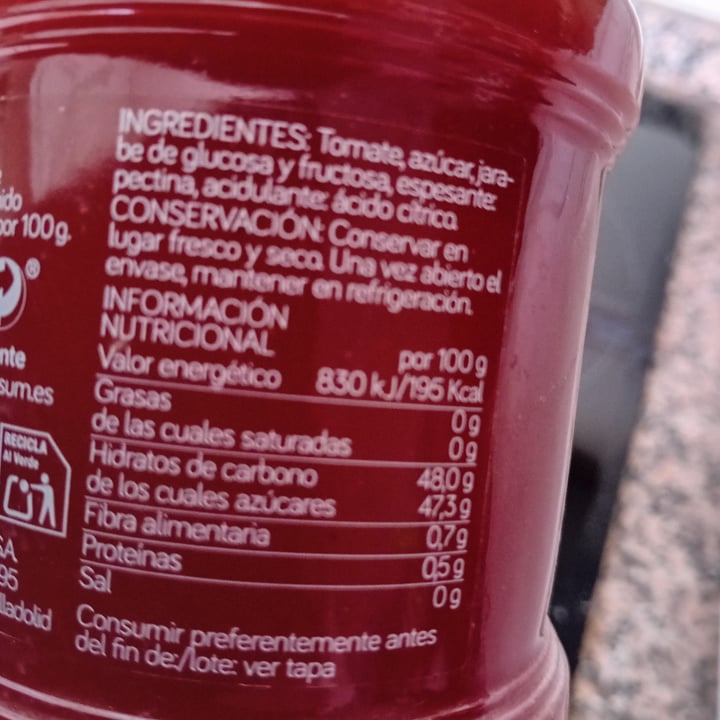 INGREDIENTES: Tomate, azúcar, jara-
be de glucosa y fructosa, espesante:
pectina, acidulante: ácido cítrico.
CONSERVACIÓN: Conservar en
lugar fresco y seco. Una vez abierto el
envase, mantener en refrigeración.
INFORMACIÓN
NUTRICIONAL por 100 g
Valor energético 830 kJ/195 Kcal
Grasas 0 g
de las cuales saturadas 0 g
Hidratos de carbono 48,0 g
de los cuales azúcares 47,3 g
Fibra alimentaria 0,7 g
Proteínas 0,5 g
Sal 0 g
Consumir preferentemente antes
del fin de:/lote: ver tapa
ido
por 100 g.
®
nte
sum.es
RECICLA
Al Verde
SA
95
lladolid